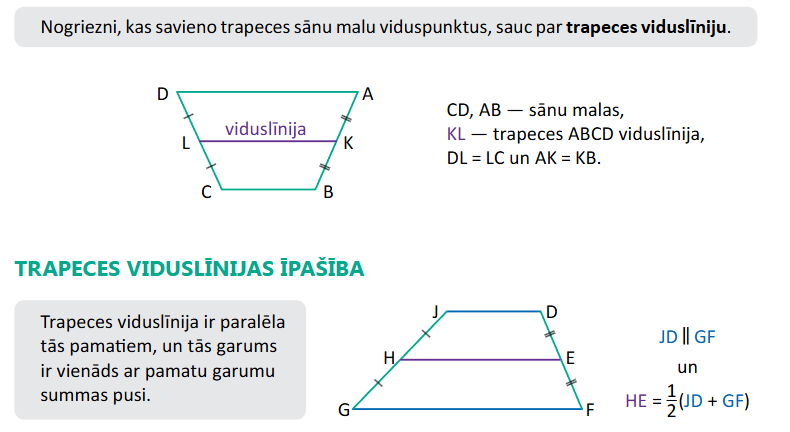 Nogriezni, kas savieno trapeces sānu malu viduspunktus, sauc par trapeces viduslīniju.
D
A
viduslīnija
L
K
C
B
CD, AB — sānu malas,
KL — trapeces ABCD viduslīnija,
DL = LC un AK = KB.
TRAPECES VIDUSLĪNIJAS ĪPAŠĪBA
Trapeces viduslīnija ir paralēla
tās pamatiem, un tās garums
ir vienāds ar pamatu garumu
summas pusi.
J
D
H
E
G
F
JD ∥ GF
un
HE = 1/2(JD + GF)